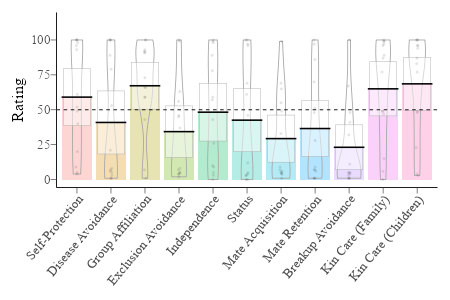 Rating
100
75
50
25
0
Self-Protection
Disease Avoidance
Group Affiliation
Exclusion Avoidance
Independence
Status
Mate Acquisition
Mate Retention
Breakup Avoidance
Kin Care (Family)
Kin Care (Children)